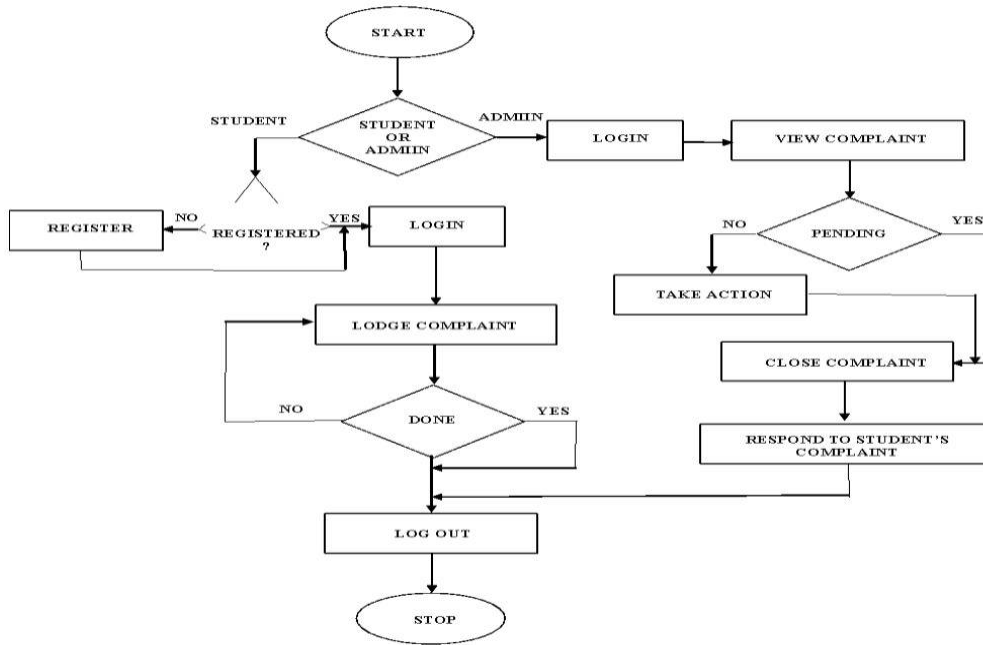 START
STUDENT
STUDENT
OR
ADMIIN
ADMIIN
LOGIN
VIEW COMPLAINT
REGISTER
NO
REGISTERED
?
YES
LOGIN
NO
PENDING
YES
TAKE ACTION
LODGE COMPLAINT
CLOSE COMPLAINT
NO
DONE
YES
RESPOND TO STUDENT'S
COMPLAINT
LOG OUT
STOP